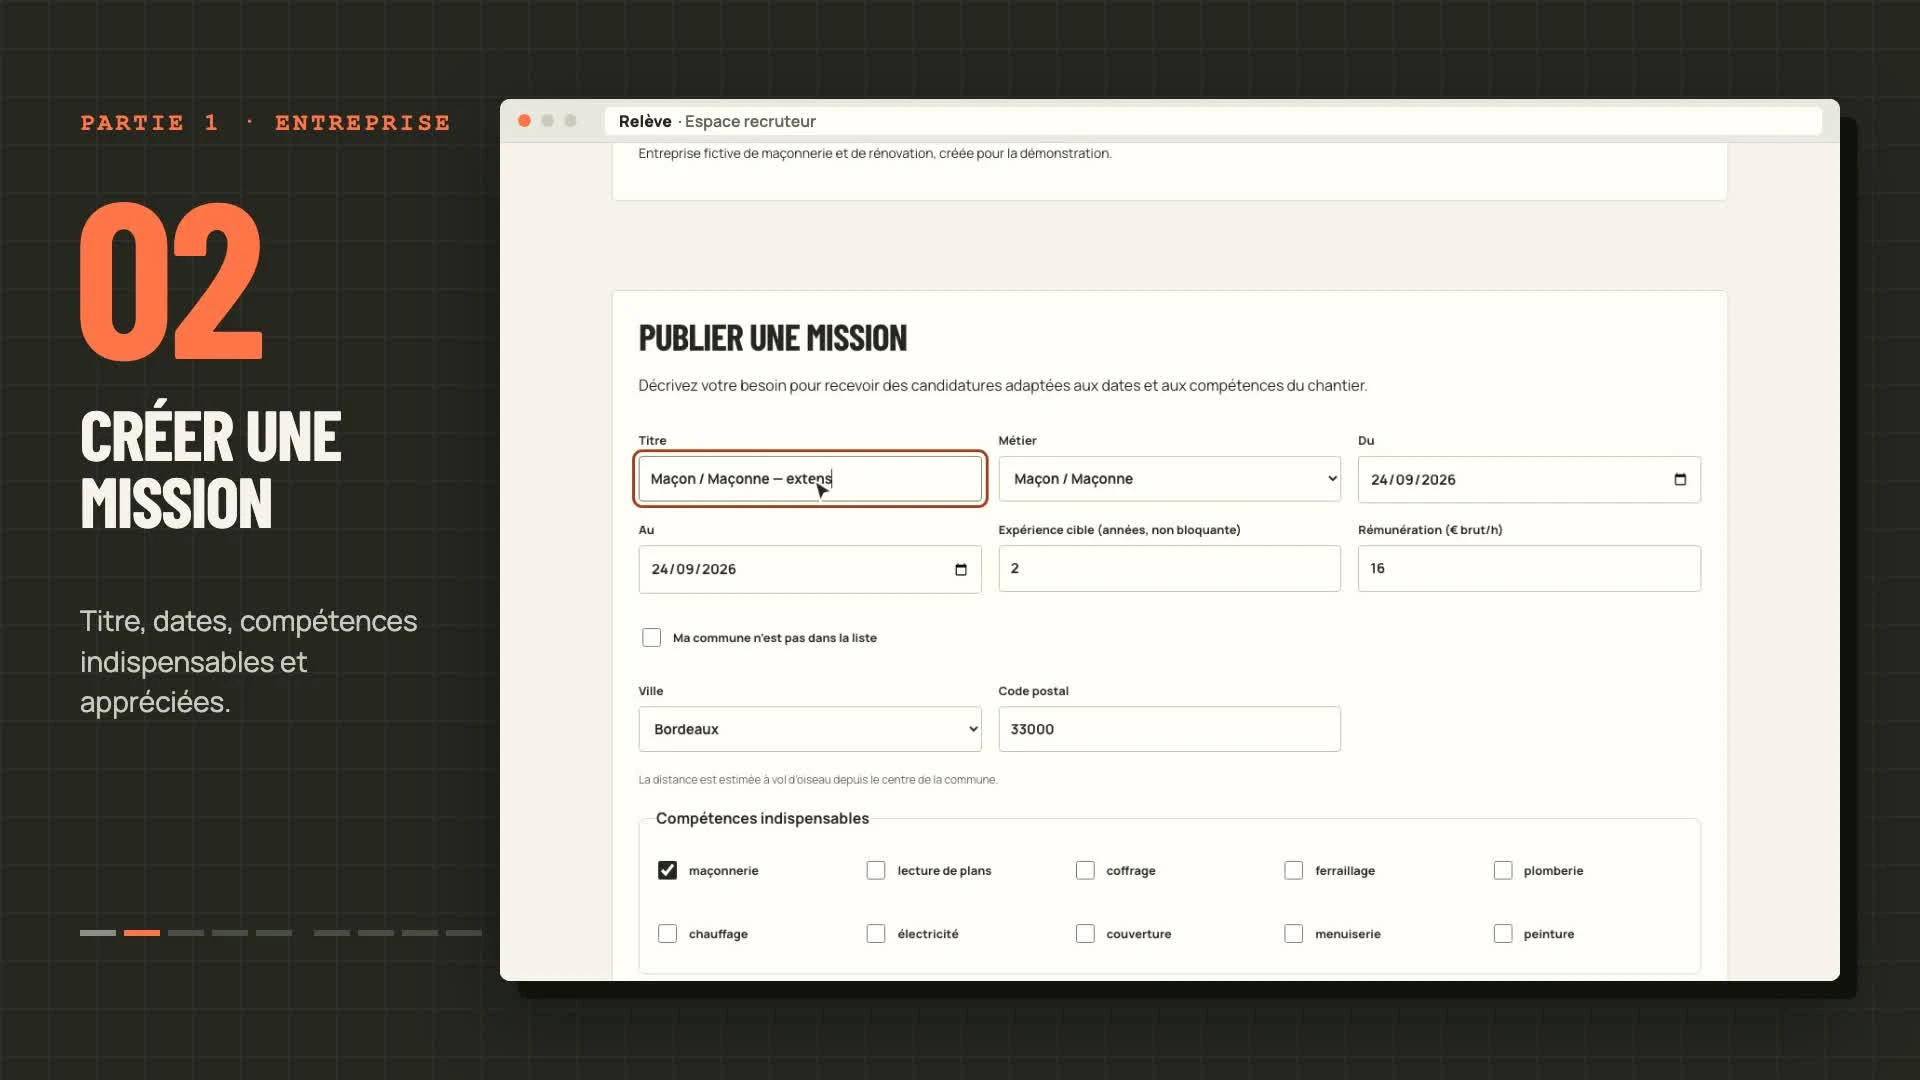 PARTIE 1 · ENTREPRISE
02
CRÉER UNE
MISSION
Titre, dates, compétences
indispensables et
appréciées.
Relève · Espace recruteur
Entreprise fictive de maçonnerie et de rénovation, créée pour la démonstration.
PUBLIER UNE MISSION
Décrivez votre besoin pour recevoir des candidatures adaptées aux dates et aux compétences du chantier.
Titre Métier Du
Maçon / Maçonne — extens Maçon / Maçonne 24/09/2026
Au Expérience cible (années, non bloquante) Rémunération (€ brut/h)
24/09/2026 2 16
Ma commune n'est pas dans la liste
Ville Code postal
Bordeaux 33000
La distance est estimée à vol d'oiseau depuis le centre de la commune.
Compétences indispensables
maçonnerie lecture de plans coffrage ferraillage plomberie
chauffage électricité couverture menuiserie peinture